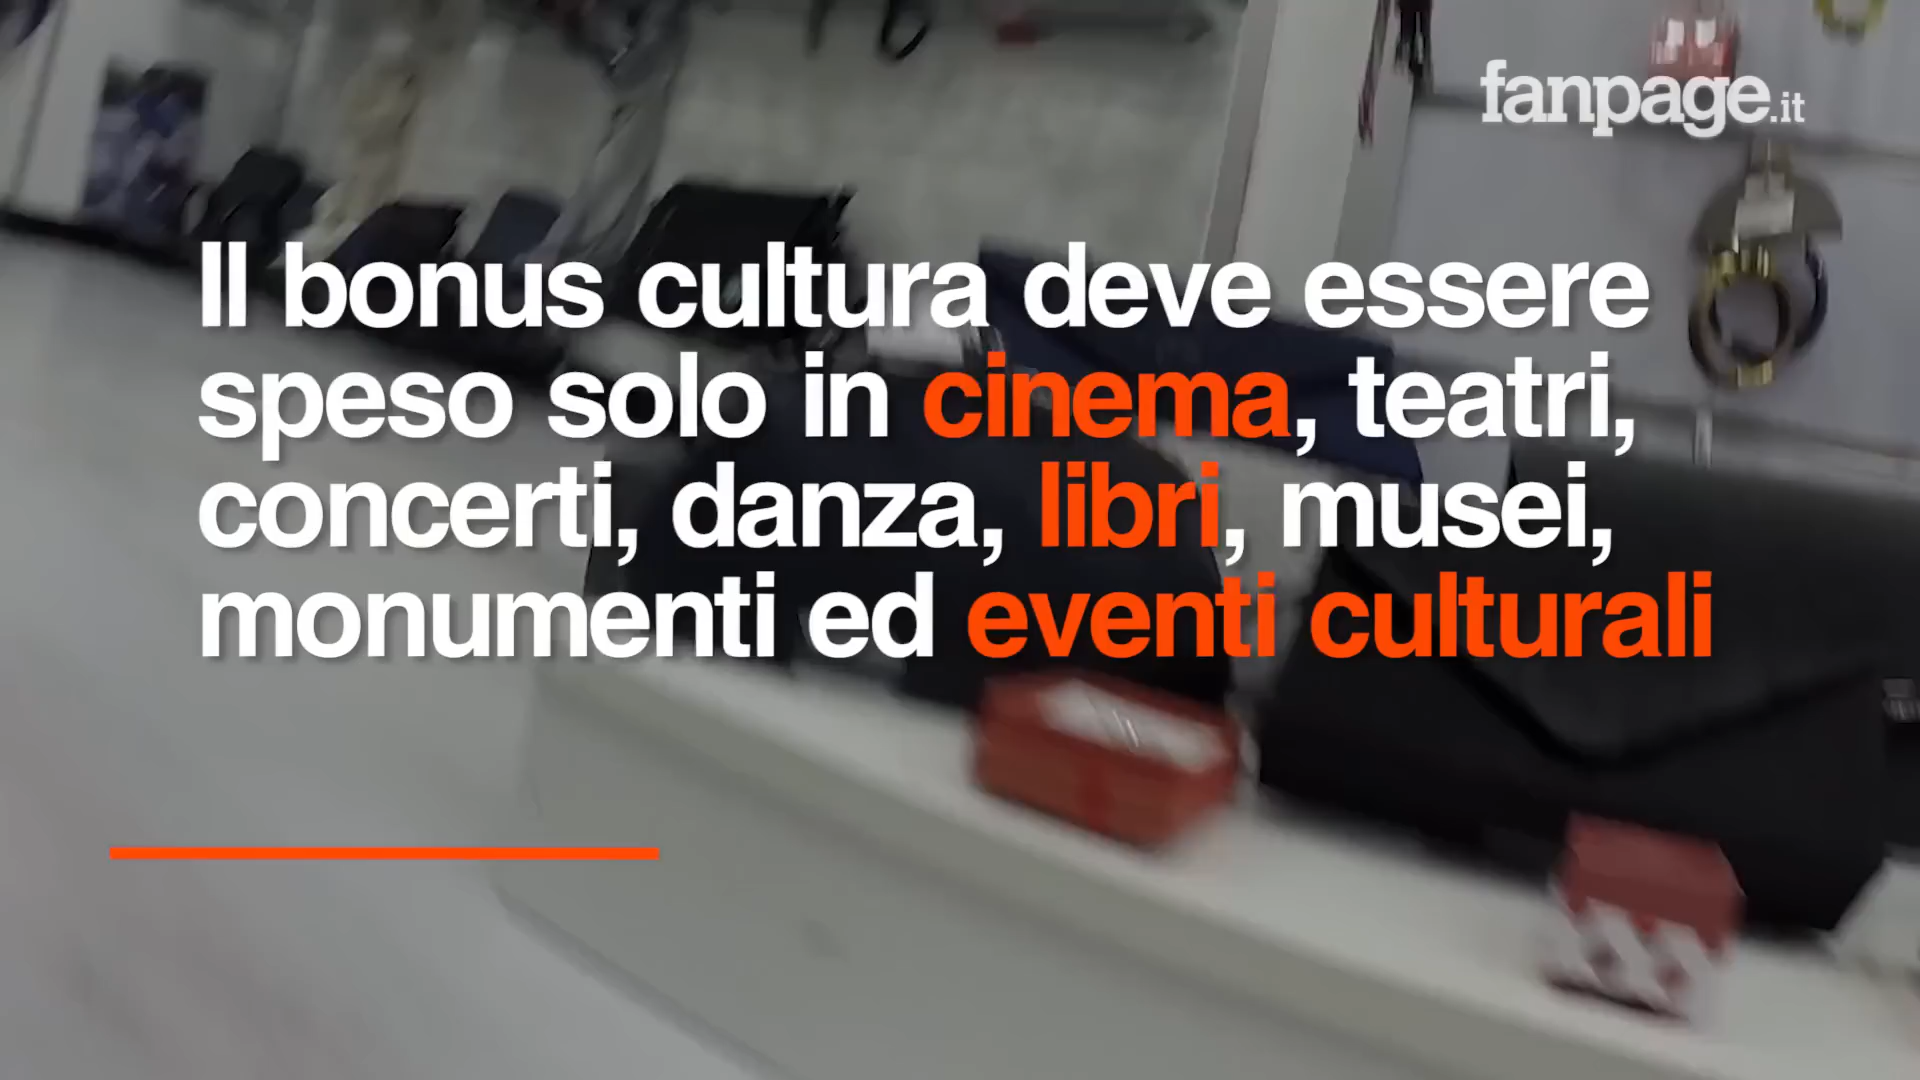 fanpage.it
Il bonus cultura deve essere
speso solo in cinema, teatri,
concerti, danza, libri, musei,
monumenti ed eventi culturali